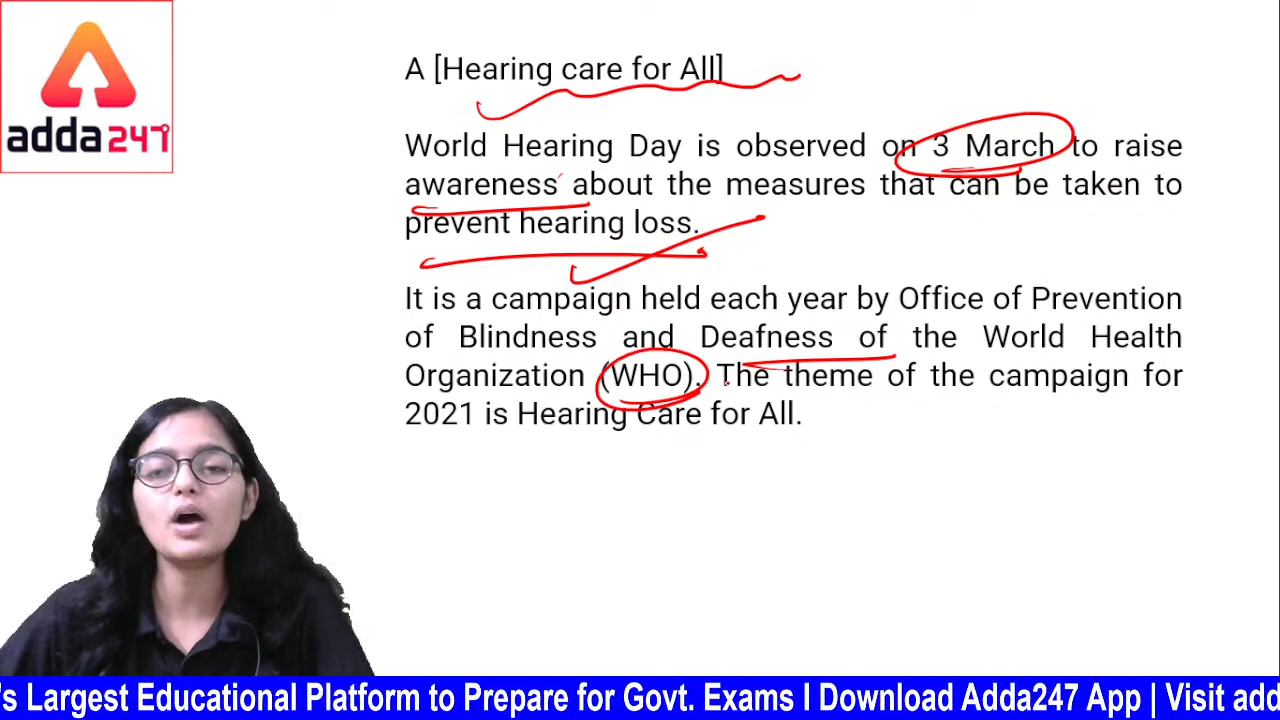 adda247
A [Hearing care for All]
World Hearing Day is observed on 3 March to raise
awareness about the measures that can be taken to
prevent hearing loss.
It is a campaign held each year by Office of Prevention
of Blindness and Deafness of the World Health
Organization (WHO). The theme of the campaign for
2021 is Hearing Care for All.
's Largest Educational Platform to Prepare for Govt. Exams I Download Adda247 App | Visit add